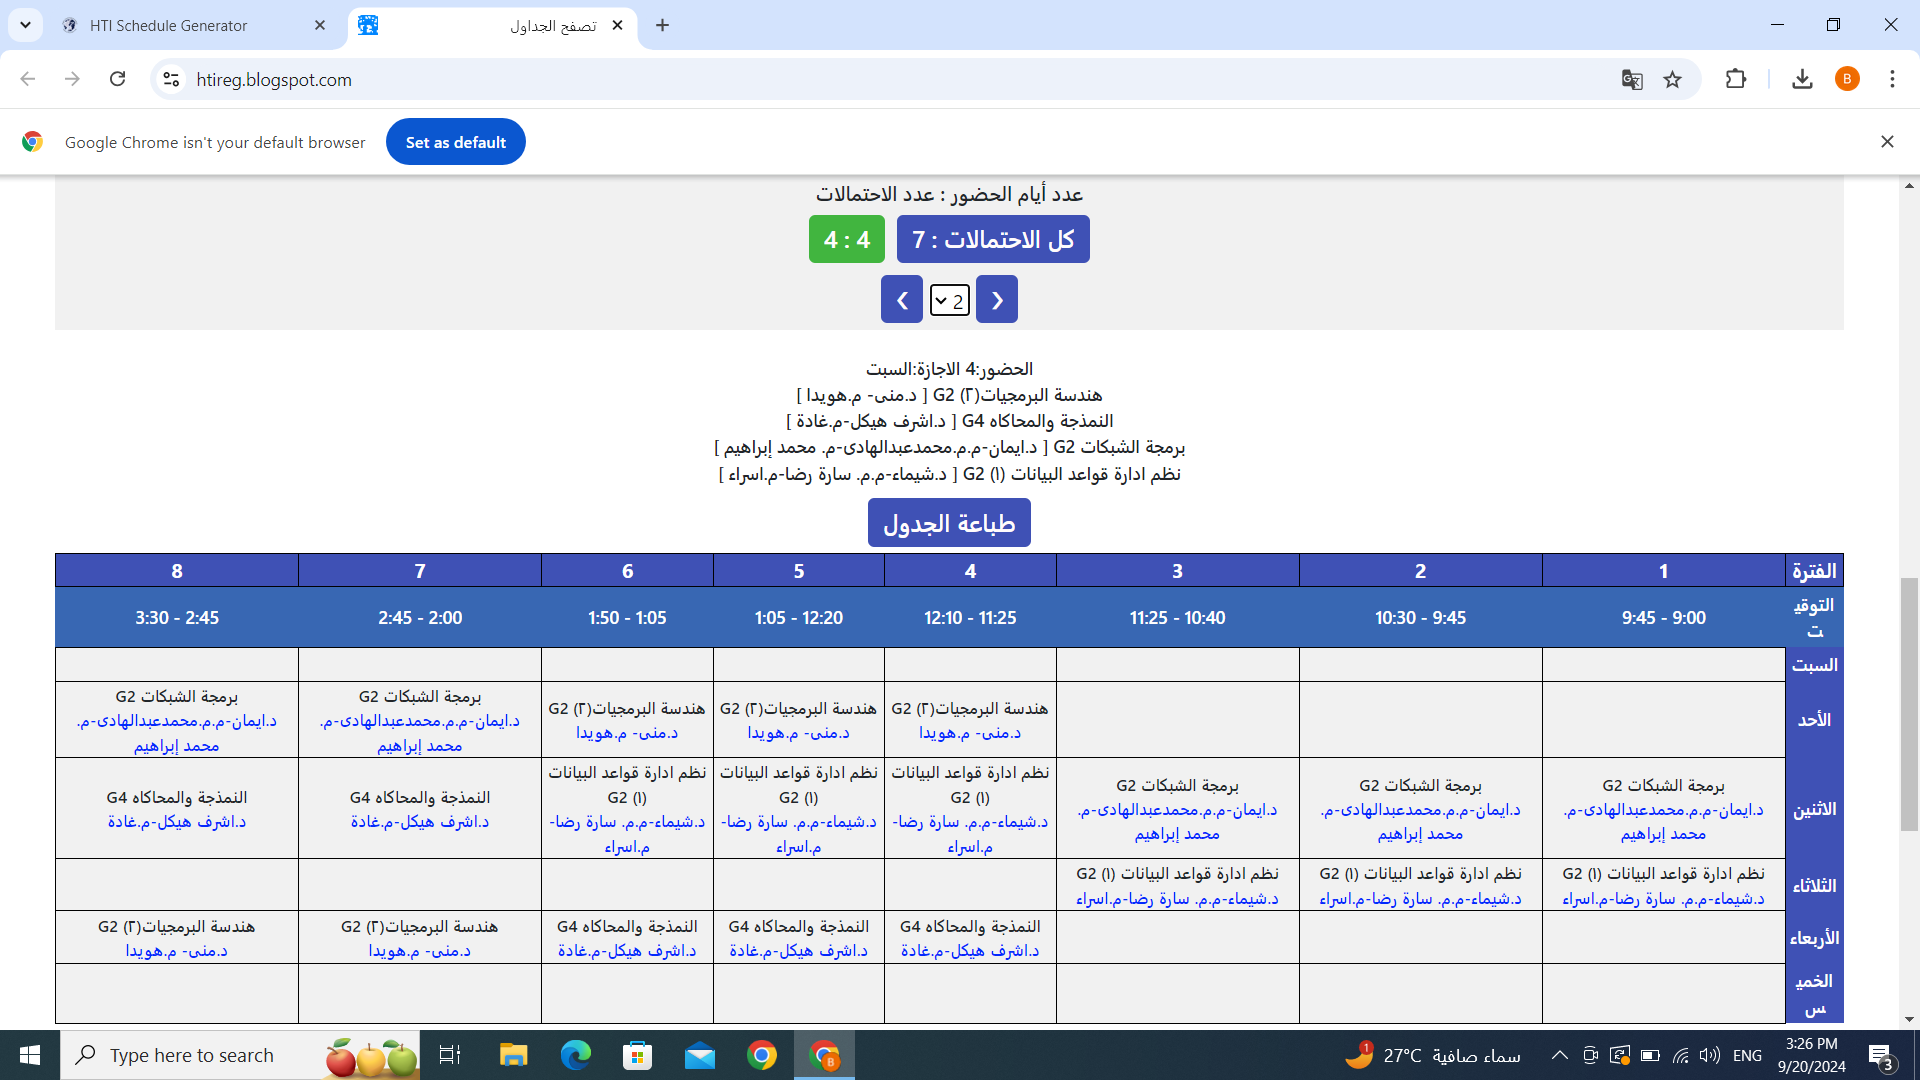 HTI Schedule Generator
تصفح الجداول
htireg.blogspot.com
B
Google Chrome isn't your default browser
Set as default
عدد أيام الحضور : عدد الاحتمالات
كل الاحتمالات : 7
4 : 4
❮ 2 ❯
الحضور:4 الاجازة:السبت
هندسة البرمجيات(٢) G2 [ د.منى- م.هويدا ]
النمذجة والمحاكاه G4 [ د.اشرف هيكل-م.غادة ]
برمجة الشبكات G2 [ د.ايمان-م.م.محمدعبدالهادى-م. محمد إبراهيم ]
نظم ادارة قواعد البيانات (١) G2 [ د.شيماء-م.م. سارة رضا-م.اسراء ]
طباعة الجدول
الفترة 1 2 3 4 5 6 7 8
التوقيت 9:00 - 9:45 9:45 - 10:30 10:40 - 11:25 11:25 - 12:10 12:20 - 1:05 1:05 - 1:50 2:00 - 2:45 2:45 - 3:30
السبت
الأحد
هندسة البرمجيات(٢) G2 د.منى- م.هويدا
هندسة البرمجيات(٢) G2 د.منى- م.هويدا
هندسة البرمجيات(٢) G2 د.منى- م.هويدا
برمجة الشبكات G2 د.ايمان-م.م.محمدعبدالهادى-م. محمد إبراهيم
برمجة الشبكات G2 د.ايمان-م.م.محمدعبدالهادى-م. محمد إبراهيم
الاثنين
برمجة الشبكات G2 د.ايمان-م.م.محمدعبدالهادى-م. محمد إبراهيم
برمجة الشبكات G2 د.ايمان-م.م.محمدعبدالهادى-م. محمد إبراهيم
برمجة الشبكات G2 د.ايمان-م.م.محمدعبدالهادى-م. محمد إبراهيم
نظم ادارة قواعد البيانات (١) G2 د.شيماء-م.م. سارة رضا-م.اسراء
نظم ادارة قواعد البيانات (١) G2 د.شيماء-م.م. سارة رضا-م.اسراء
نظم ادارة قواعد البيانات (١) G2 د.شيماء-م.م. سارة رضا-م.اسراء
النمذجة والمحاكاه G4 د.اشرف هيكل-م.غادة
النمذجة والمحاكاه G4 د.اشرف هيكل-م.غادة
الثلاثاء
نظم ادارة قواعد البيانات (١) G2 د.شيماء-م.م. سارة رضا-م.اسراء
نظم ادارة قواعد البيانات (١) G2 د.شيماء-م.م. سارة رضا-م.اسراء
نظم ادارة قواعد البيانات (١) G2 د.شيماء-م.م. سارة رضا-م.اسراء
الأربعاء
النمذجة والمحاكاه G4 د.اشرف هيكل-م.غادة
النمذجة والمحاكاه G4 د.اشرف هيكل-م.غادة
النمذجة والمحاكاه G4 د.اشرف هيكل-م.غادة
هندسة البرمجيات(٢) G2 د.منى- م.هويدا
هندسة البرمجيات(٢) G2 د.منى- م.هويدا
الخميس
Type here to search
B
1
27°C سماء صافية
ENG
3:26 PM
9/20/2024
3